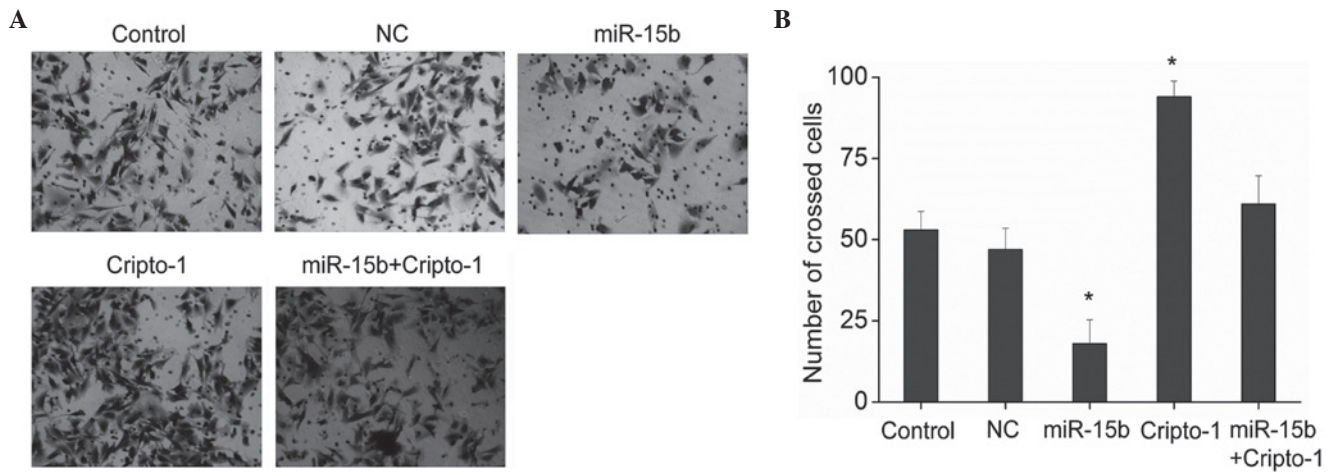 A
Control
NC
miR-15b
Cripto-1
miR-15b+Cripto-1
B
Number of crossed cells
100
75
50
25
0
*
*
Control
NC
miR-15b
Cripto-1
miR-15b
+Cripto-1